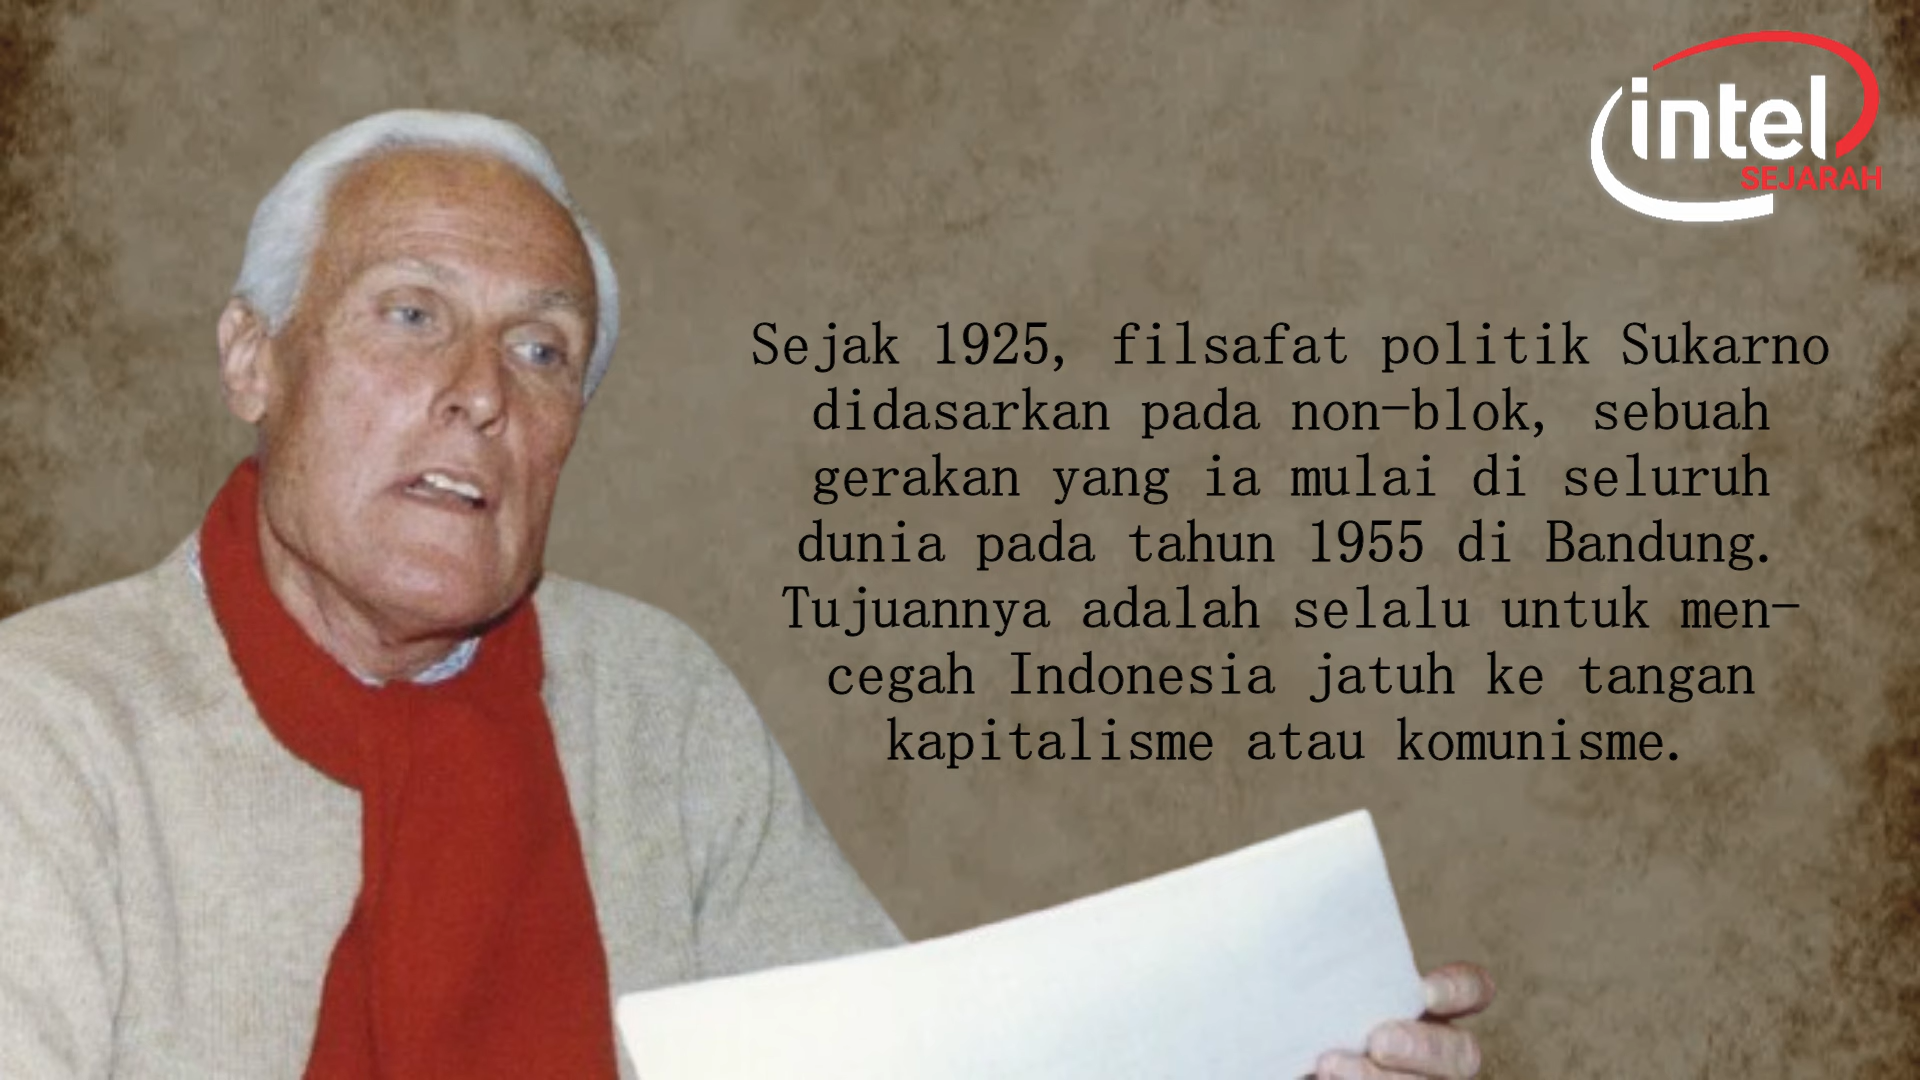 intel
SEJARAH
Sejak 1925, filsafat politik Sukarno
didasarkan pada non-blok, sebuah
gerakan yang ia mulai di seluruh
dunia pada tahun 1955 di Bandung.
Tujuannya adalah selalu untuk men-
cegah Indonesia jatuh ke tangan
kapitalisme atau komunisme.